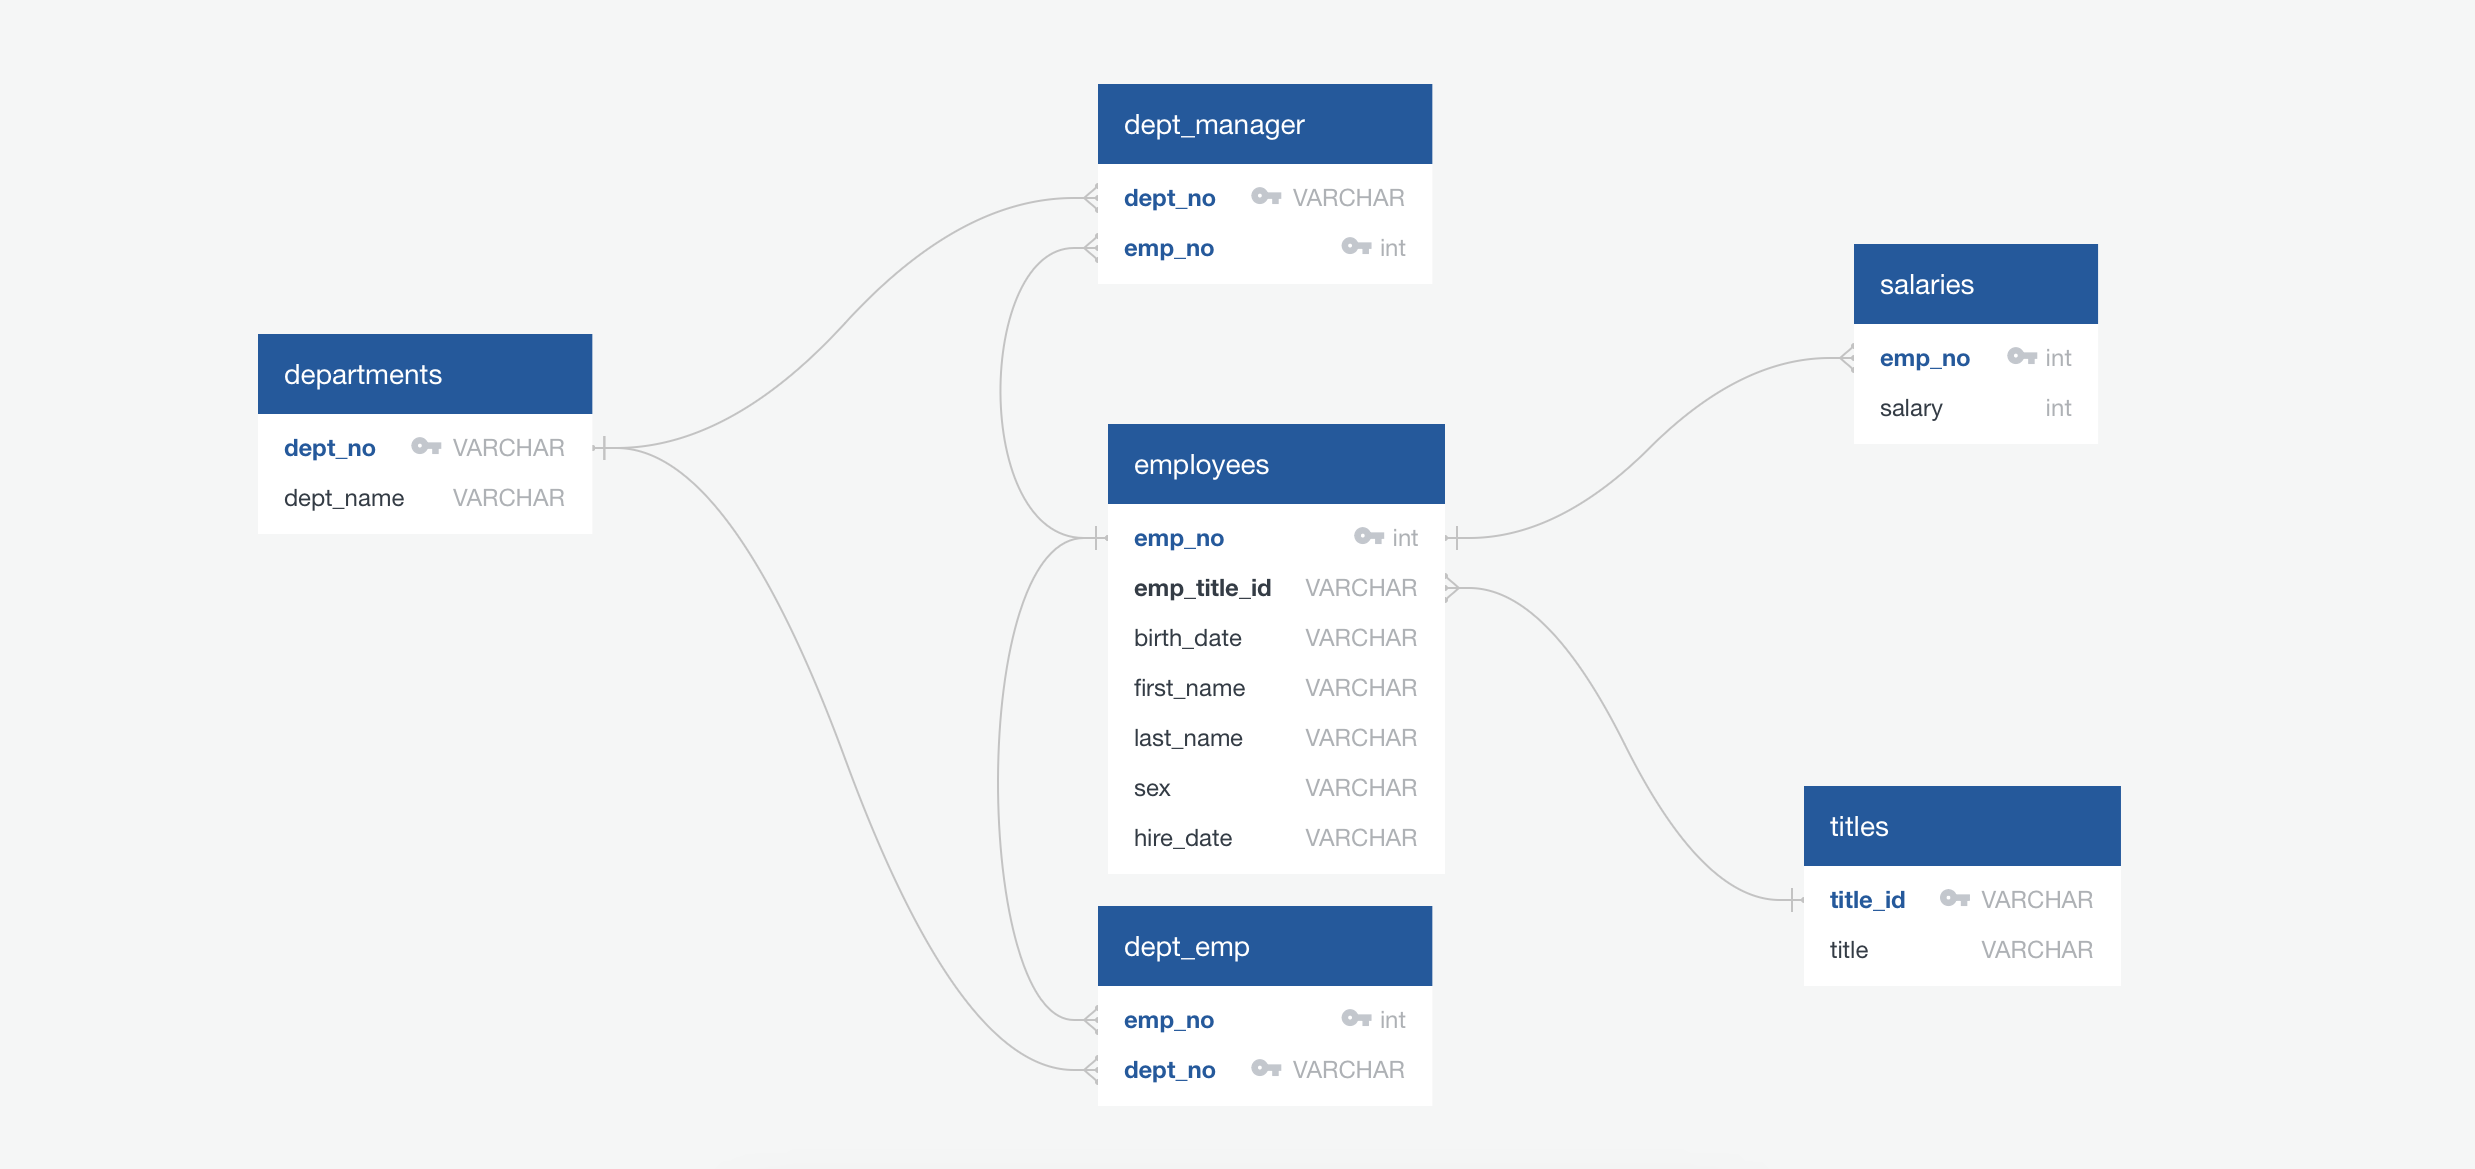 dept_manager
dept_no VARCHAR
emp_no int
departments
dept_no VARCHAR
dept_name VARCHAR
salaries
emp_no int
salary int
employees
emp_no int
emp_title_id VARCHAR
birth_date VARCHAR
first_name VARCHAR
last_name VARCHAR
sex VARCHAR
hire_date VARCHAR
titles
title_id VARCHAR
title VARCHAR
dept_emp
emp_no int
dept_no VARCHAR